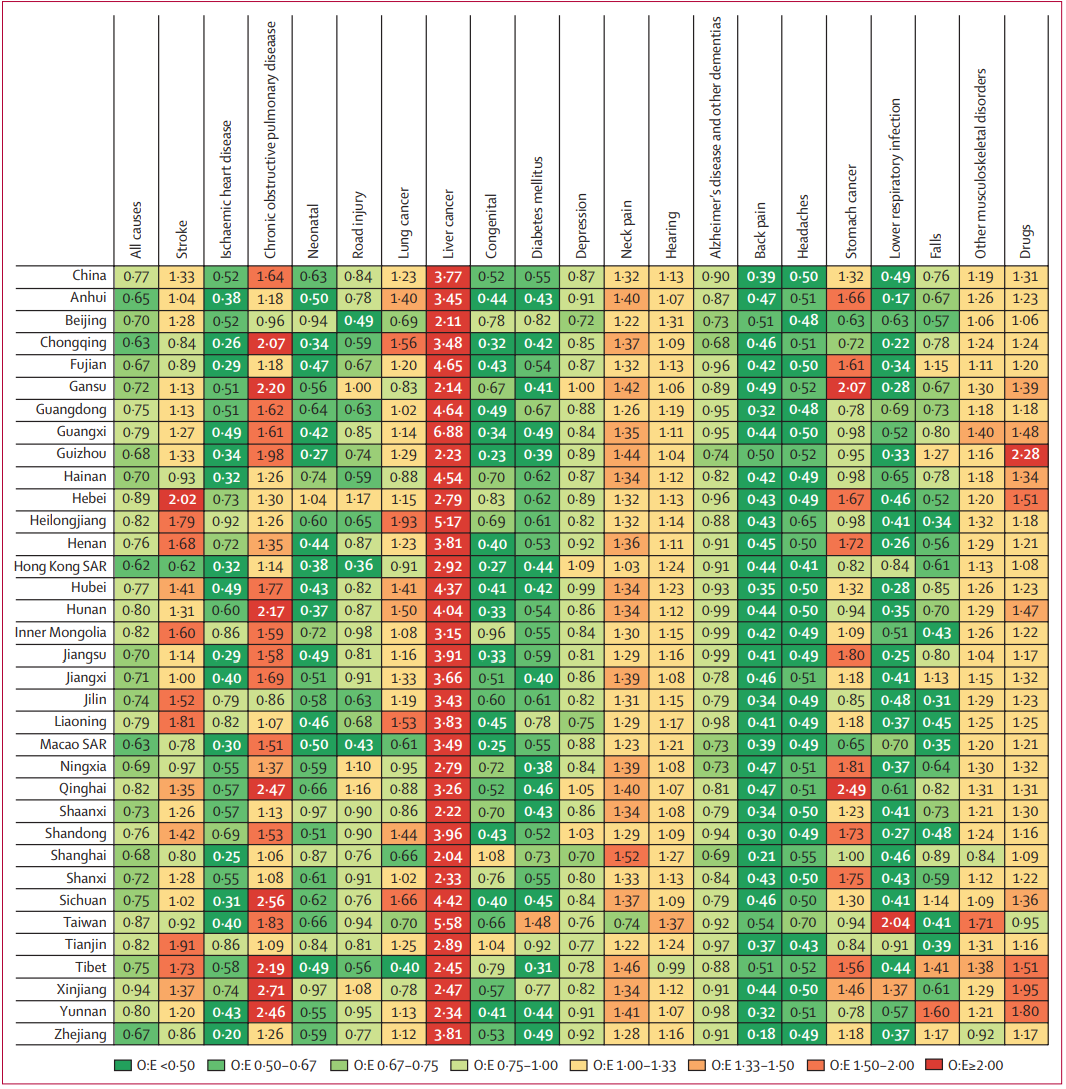 All causes
Stroke
Ischaemic heart disease
Chronic obstructive pulmonary disease
Neonatal
Road injury
Lung cancer
Liver cancer
Congenital
Diabetes mellitus
Depression
Neck pain
Hearing
Alzheimer's disease and other dementias
Back pain
Headaches
Stomach cancer
Lower respiratory infection
Falls
Other musculoskeletal disorders
Drugs
China 0·77 1·33 0·52 1·64 0·63 0·84 1·23 3·77 0·52 0·55 0·87 1·32 1·13 0·90 0·39 0·50 1·32 0·49 0·76 1·19 1·31
Anhui 0·65 1·04 0·38 1·18 0·50 0·78 1·40 3·45 0·44 0·43 0·91 1·40 1·07 0·87 0·47 0·51 1·66 0·17 0·67 1·26 1·23
Beijing 0·70 1·28 0·52 0·96 0·94 0·49 0·69 2·11 0·78 0·82 0·72 1·22 1·31 0·73 0·51 0·48 0·63 0·63 0·57 1·06 1·06
Chongqing 0·63 0·84 0·26 2·07 0·34 0·59 1·56 3·48 0·32 0·42 0·85 1·37 1·09 0·68 0·46 0·51 0·72 0·22 0·78 1·24 1·24
Fujian 0·67 0·89 0·29 1·18 0·47 0·67 1·20 4·65 0·43 0·54 0·87 1·32 1·13 0·96 0·42 0·50 1·61 0·34 1·15 1·11 1·20
Gansu 0·72 1·13 0·51 2·20 0·56 1·00 0·83 2·14 0·67 0·41 1·00 1·42 1·06 0·89 0·49 0·52 2·07 0·28 0·67 1·30 1·39
Guangdong 0·75 1·13 0·51 1·62 0·64 0·63 1·02 4·64 0·49 0·67 0·88 1·26 1·19 0·95 0·32 0·48 0·78 0·69 0·73 1·18 1·18
Guangxi 0·79 1·27 0·49 1·61 0·42 0·85 1·14 6·88 0·34 0·49 0·84 1·35 1·11 0·95 0·44 0·50 0·98 0·52 0·80 1·40 1·48
Guizhou 0·68 1·33 0·34 1·98 0·27 0·74 1·29 2·23 0·23 0·39 0·89 1·44 1·04 0·74 0·50 0·52 0·95 0·33 1·27 1·16 2·28
Hainan 0·70 0·93 0·32 1·26 0·74 0·59 0·88 4·54 0·70 0·62 0·87 1·34 1·12 0·82 0·42 0·49 0·98 0·65 0·78 1·18 1·34
Hebei 0·89 2·02 0·73 1·30 1·04 1·17 1·15 2·79 0·83 0·62 0·89 1·32 1·13 0·96 0·43 0·49 1·67 0·46 0·52 1·20 1·51
Heilongjiang 0·82 1·79 0·92 1·26 0·60 0·65 1·93 5·17 0·69 0·61 0·82 1·32 1·14 0·88 0·43 0·65 0·98 0·41 0·34 1·32 1·18
Henan 0·76 1·68 0·72 1·35 0·44 0·87 1·23 3·81 0·40 0·53 0·92 1·36 1·11 0·91 0·45 0·50 1·72 0·26 0·56 1·29 1·21
Hong Kong SAR 0·62 0·62 0·32 1·14 0·38 0·36 0·91 2·92 0·27 0·44 1·09 1·03 1·24 0·91 0·41 0·41 0·82 0·84 0·61 1·13 1·08
Hubei 0·77 1·41 0·49 1·77 0·43 0·82 1·41 4·37 0·41 0·42 0·99 1·34 1·14 0·93 0·35 0·50 1·32 0·28 0·85 1·26 1·23
Hunan 0·80 1·31 0·60 2·17 0·37 0·87 1·50 4·04 0·33 0·54 0·86 1·34 1·12 0·99 0·44 0·50 0·94 0·35 0·70 1·29 1·47
Inner Mongolia 0·82 1·60 0·86 1·59 0·72 0·98 1·08 3·15 0·96 0·55 0·84 1·30 1·15 0·99 0·42 0·49 1·09 0·51 0·43 1·26 1·22
Jiangsu 0·70 1·14 0·29 1·58 0·49 0·81 1·16 3·91 0·33 0·59 0·81 1·29 1·16 0·99 0·41 0·49 1·80 0·25 0·80 1·04 1·17
Jiangxi 0·71 1·00 0·40 1·69 0·51 0·91 1·33 3·66 0·51 0·40 0·86 1·39 1·08 0·78 0·46 0·51 1·18 0·41 1·13 1·15 1·32
Jilin 0·74 1·52 0·79 0·86 0·58 0·63 1·19 3·43 0·60 0·61 0·82 1·31 1·15 0·79 0·34 0·49 0·85 0·48 0·31 1·29 1·23
Liaoning 0·79 1·81 0·82 1·07 0·46 0·68 1·53 3·83 0·45 0·78 0·75 1·29 1·17 0·98 0·41 0·49 1·18 0·37 0·45 1·25 1·25
Macao SAR 0·63 0·78 0·30 1·51 0·50 0·43 0·61 3·49 0·25 0·55 0·88 1·23 1·21 0·73 0·39 0·49 0·65 0·70 0·35 1·20 1·21
Ningxia 0·69 0·97 0·55 1·37 0·59 1·10 0·95 2·79 0·72 0·38 0·84 1·39 1·08 0·73 0·47 0·51 1·81 0·37 0·64 1·30 1·32
Qinghai 0·82 1·35 0·57 2·47 0·66 1·16 0·88 3·26 0·52 0·46 1·05 1·40 1·07 0·81 0·47 0·51 2·49 0·61 0·82 1·31 1·31
Shaanxi 0·73 1·26 0·57 1·13 0·97 0·90 0·86 2·22 0·70 0·43 0·86 1·34 1·08 0·79 0·34 0·50 1·23 0·41 0·73 1·21 1·30
Shandong 0·76 1·42 0·69 1·53 0·51 0·90 1·44 3·96 0·43 0·52 1·03 1·29 1·09 0·94 0·30 0·49 1·73 0·27 0·48 1·24 1·16
Shanghai 0·68 0·80 0·25 1·06 0·87 0·76 0·66 2·04 1·08 0·73 0·70 1·52 1·27 0·69 0·21 0·55 1·00 0·46 0·89 0·84 1·09
Shanxi 0·72 1·28 0·55 1·08 0·61 0·91 1·02 2·33 0·76 0·55 0·80 1·33 1·13 0·84 0·43 0·50 1·75 0·43 0·59 1·12 1·22
Sichuan 0·75 1·02 0·31 2·56 0·62 0·76 1·66 4·42 0·40 0·45 0·84 1·37 1·09 0·79 0·46 0·50 1·30 0·41 1·14 1·09 1·36
Taiwan 0·87 0·92 0·40 1·83 0·66 0·94 0·70 5·58 0·66 1·48 0·76 0·74 1·37 0·92 0·54 0·70 0·94 2·04 0·41 1·71 0·95
Tianjin 0·82 1·91 0·86 1·09 0·84 0·81 1·25 2·89 1·04 0·92 0·77 1·22 1·24 0·97 0·37 0·43 0·84 0·91 0·39 1·31 1·16
Tibet 0·75 1·73 0·58 2·19 0·49 0·56 0·40 2·45 0·79 0·31 0·78 1·46 0·99 0·88 0·51 0·52 1·56 0·44 1·41 1·38 1·51
Xinjiang 0·94 1·37 0·74 2·71 0·97 1·08 0·78 2·47 0·57 0·77 0·82 1·34 1·12 0·91 0·44 0·50 1·46 1·37 0·61 1·29 1·95
Yunnan 0·80 1·20 0·43 2·46 0·55 0·95 1·13 2·34 0·41 0·44 0·91 1·41 1·07 0·98 0·32 0·51 0·78 0·57 1·60 1·21 1·80
Zhejiang 0·67 0·86 0·20 1·26 0·59 0·77 1·12 3·81 0·53 0·49 0·92 1·28 1·16 0·91 0·18 0·49 1·18 0·37 1·17 0·92 1·17
O:E <0·50 O:E 0·50–0·67 O:E 0·67–0·75 O:E 0·75–1·00 O:E 1·00–1·33 O:E 1·33–1·50 O:E 1·50–2·00 O:E≥2·00